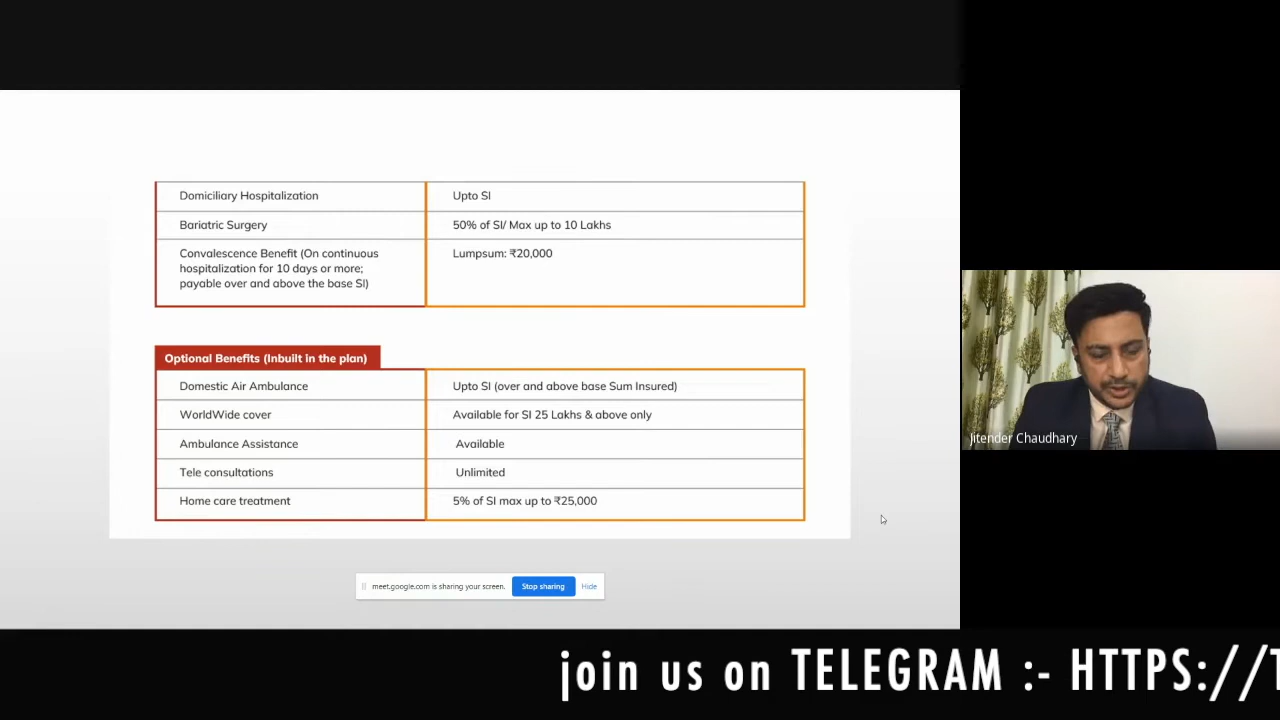 Domiciliary Hospitalization Upto SI
Bariatric Surgery 50% of SI/ Max up to 10 Lakhs
Convalescence Benefit (On continuous Lumpsum: ₹20,000
hospitalization for 10 days or more;
payable over and above the base SI)
Optional Benefits (Inbuilt in the plan)
Domestic Air Ambulance Upto SI (over and above base Sum Insured)
WorldWide cover Available for SI 25 Lakhs & above only
Ambulance Assistance Available
Tele consultations Unlimited
Home care treatment 5% of SI max up to ₹25,000
Jitender Chaudhary
meet.google.com is sharing your screen. Stop sharing Hide
join us on TELEGRAM :- HTTPS://T